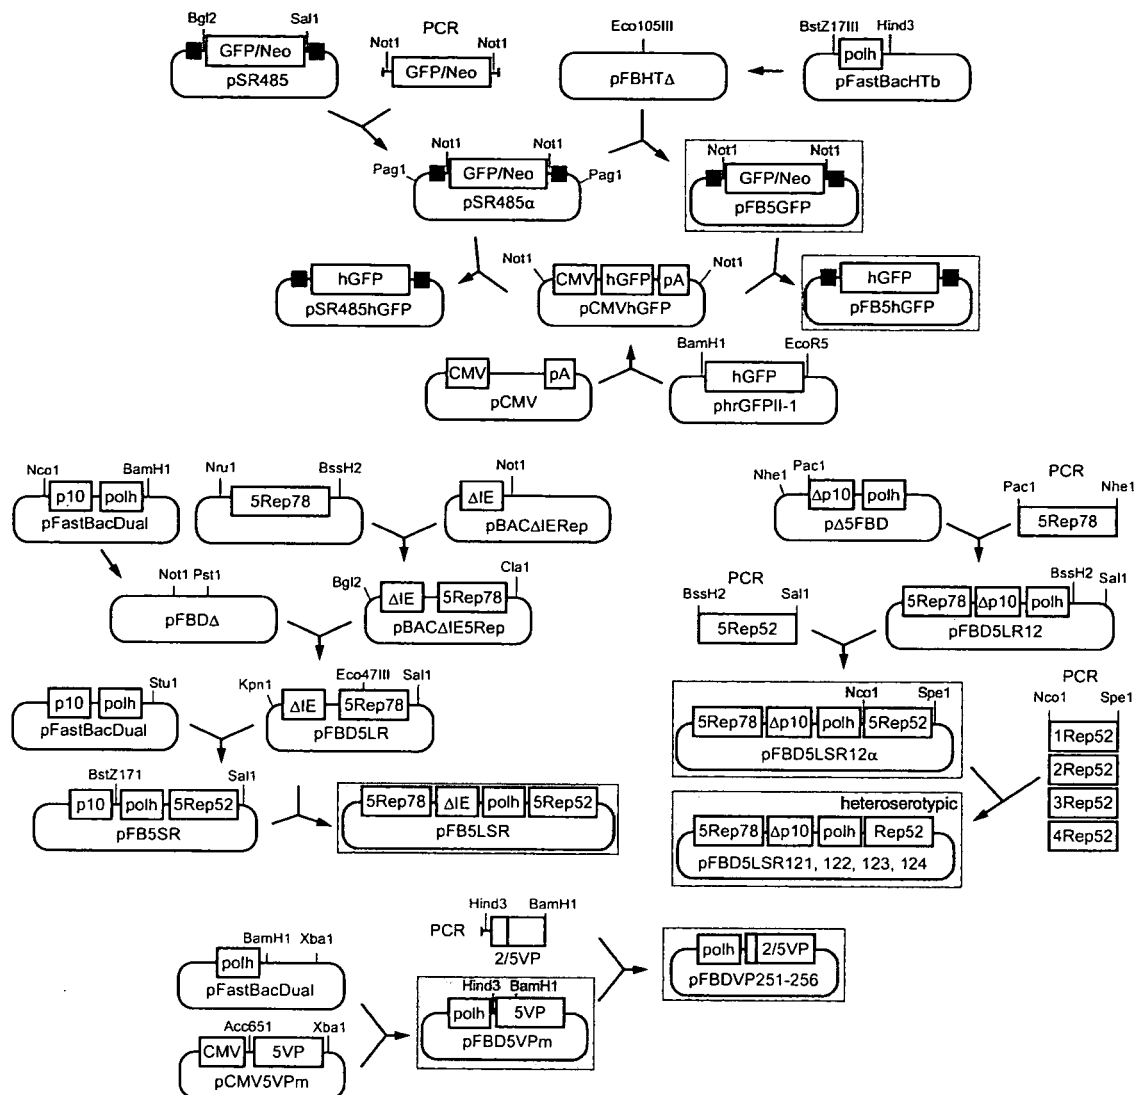 Bgl2 Sal1 PCR Eco105III BstZ17III Hind3
Not1 Not1
GFP/Neo GFP/Neo polh
pSR485 pFBHTΔ pFastBacHTb
Not1 Not1 Not1 Not1
Pag1 GFP/Neo Pag1 GFP/Neo
pSR485α pFB5GFP
Not1 Not1
hGFP CMV hGFP pA hGFP
pSR485hGFP pCMVhGFP pFB5hGFP
BamH1 EcoR5
CMV pA hGFP
pCMV phrGFPII-1
Nco1 BamH1 Nru1 BssH2 Not1
p10 polh 5Rep78 ΔIE
pFastBacDual pBACΔIERep
Nhe1 Pac1 PCR
Δp10 polh Pac1 Nhe1
pΔ5FBD 5Rep78
Not1 Pst1 Bgl2 Cla1
ΔIE 5Rep78
pFBDΔ pBACΔIE5Rep
PCR BssH2 Sal1
BssH2 Sal1 5Rep78 Δp10 polh
5Rep52 pFBD5LR12
Stu1 Kpn1 Eco47III Sal1
p10 polh ΔIE 5Rep78
pFastBacDual pFBD5LR
Nco1 Spe1
5Rep78 Δp10 polh 5Rep52
pFBD5LSR12α
PCR
Nco1 Spe1
1Rep52
2Rep52
3Rep52
4Rep52
BstZ171 Sal1
p10 polh 5Rep52 5Rep78 ΔIE polh 5Rep52
pFB5SR pFB5LSR
heteroserotypic
5Rep78 Δp10 polh Rep52
pFBD5LSR121, 122, 123, 124
Hind3 BamH1
PCR
2/5VP
BamH1 Xba1
polh
pFastBacDual
polh 2/5VP
pFBDVP251-256
Hind3 BamH1
polh 5VP
pFBD5VPm
Acc651 Xba1
CMV 5VP
pCMV5VPm